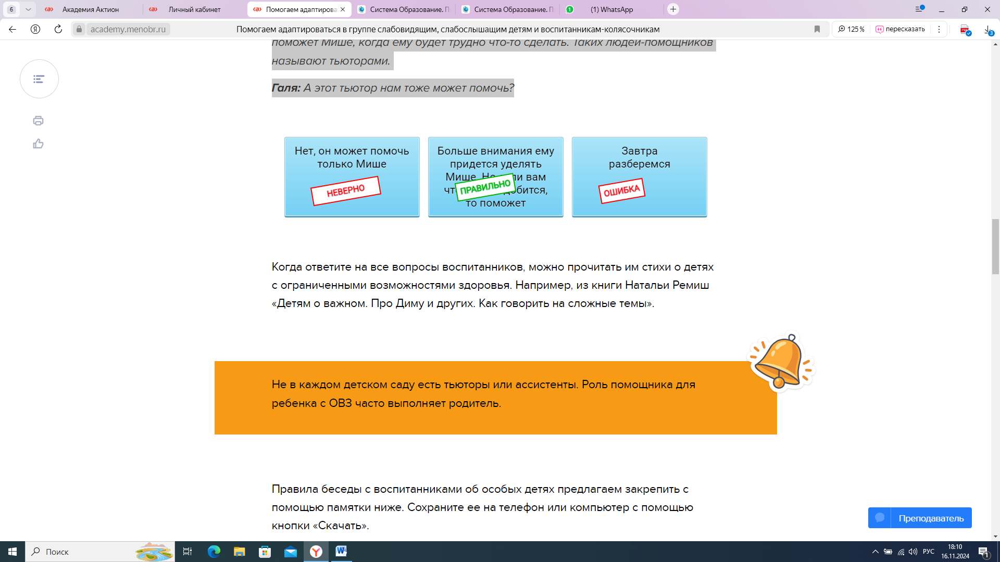 6
Академия Актион
Личный кабинет
Помогаем адаптирова
Система Образование. П
Система Образование. П
(1) WhatsApp
academy.menobr.ru
Помогаем адаптироваться в группе слабовидящим, слабослышащим детям и воспитанникам-колясочникам
125 %
пересказать
3
поможет Мише, когда ему будет трудно что-то сделать. Таких людей-помощников
называют тьюторами.
Галя: А этот тьютор нам тоже может помочь?
Нет, он может помочь
только Мише
НЕВЕРНО
Больше внимания ему
придется уделять
Мише. вам
то поможет
ПРАВИЛЬНО
Завтра
разберемся
ОШИБКА
Когда ответите на все вопросы воспитанников, можно прочитать им стихи о детях
с ограниченными возможностями здоровья. Например, из книги Натальи Ремиш
«Детям о важном. Про Диму и других. Как говорить на сложные темы».
Не в каждом детском саду есть тьюторы или ассистенты. Роль помощника для
ребенка с ОВЗ часто выполняет родитель.
Правила беседы с воспитанниками об особых детях предлагаем закрепить с
помощью памятки ниже. Сохраните ее на телефон или компьютер с помощью
кнопки «Скачать».
Преподаватель
Поиск
РУС
18:10
16.11.2024
1